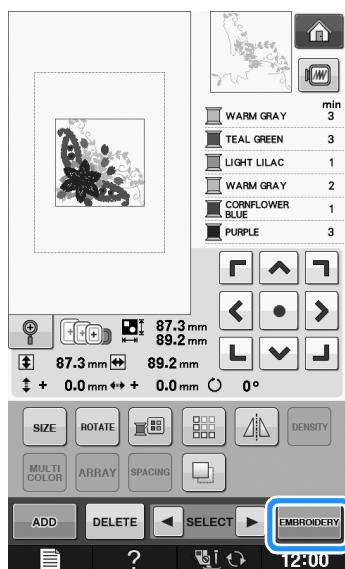 min
WARM GRAY 3
TEAL GREEN 3
LIGHT LILAC 1
WARM GRAY 2
CORNFLOWER
BLUE 1
PURPLE 3
87.3 mm
89.2 mm
87.3 mm 89.2 mm
+ 0.0 mm + 0.0 mm 0°
SIZE ROTATE DENSITY
MULTI
COLOR ARRAY SPACING
ADD DELETE SELECT EMBROIDERY
? 12:00